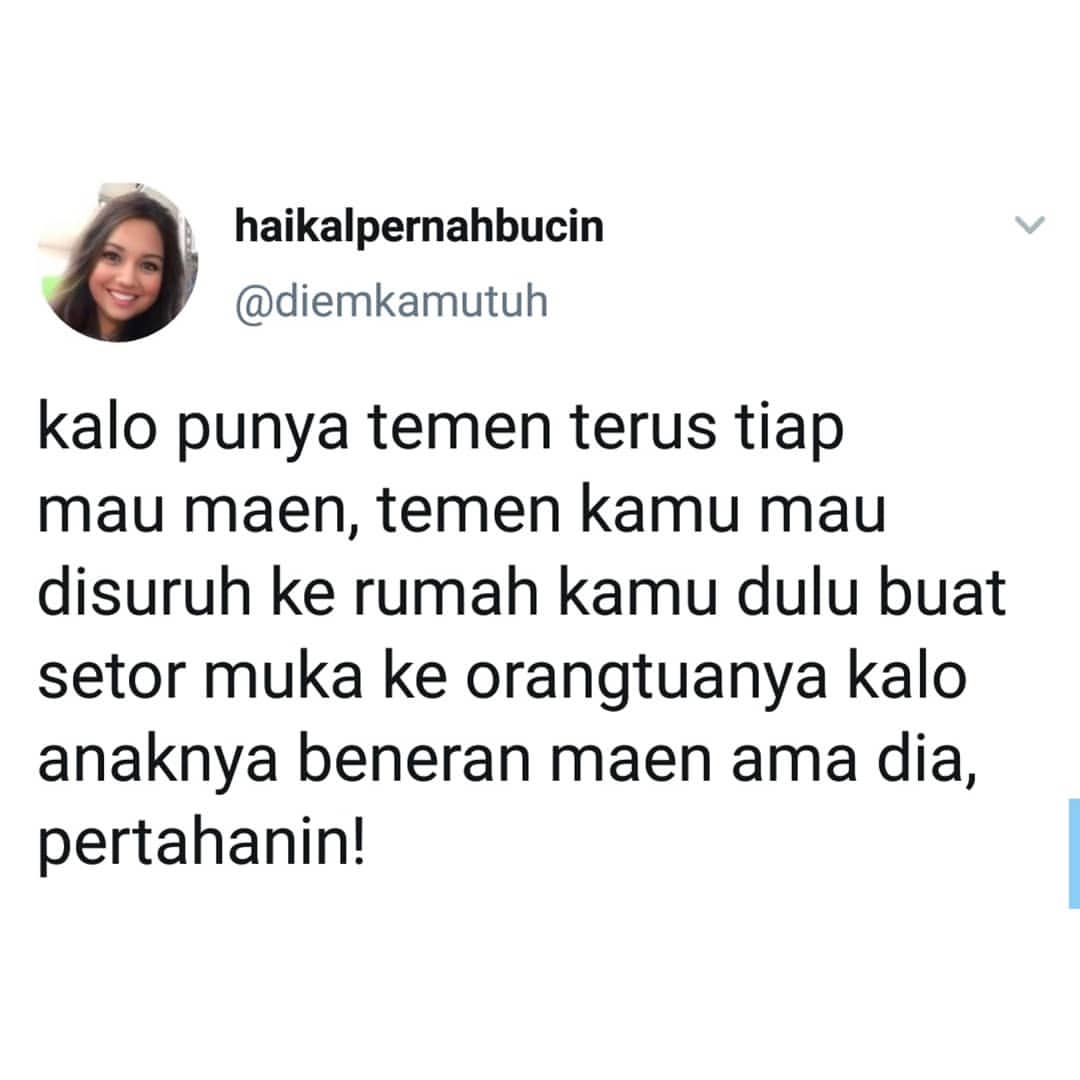 haikalpernahbucin
@diemkamutuh
kalo punya temen terus tiap
mau maen, temen kamu mau
disuruh ke rumah kamu dulu buat
setor muka ke orangtuanya kalo
anaknya beneran maen ama dia,
pertahanin!